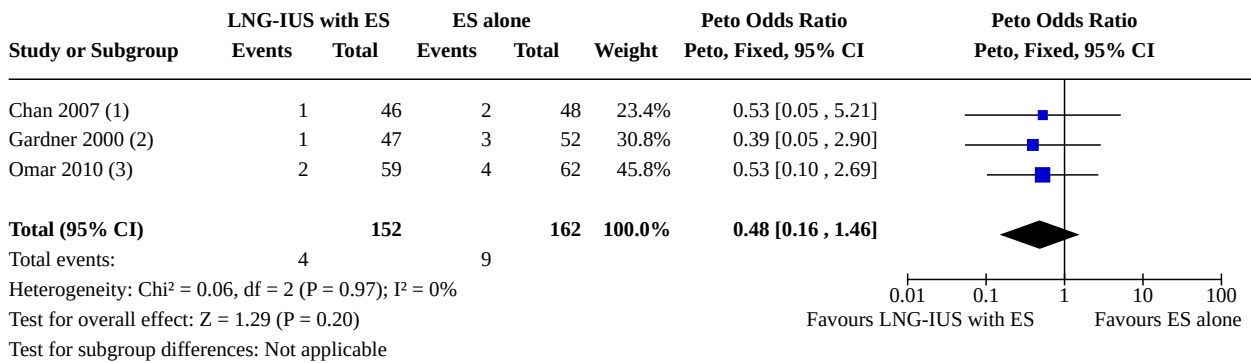 LNG-IUS with ES ES alone Peto Odds Ratio Peto Odds Ratio
Study or Subgroup Events Total Events Total Weight Peto, Fixed, 95% CI Peto, Fixed, 95% CI
Chan 2007 (1) 1 46 2 48 23.4% 0.53 [0.05 , 5.21]
Gardner 2000 (2) 1 47 3 52 30.8% 0.39 [0.05 , 2.90]
Omar 2010 (3) 2 59 4 62 45.8% 0.53 [0.10 , 2.69]
Total (95% CI) 152 162 100.0% 0.48 [0.16 , 1.46]
Total events: 4 9
Heterogeneity: Chi² = 0.06, df = 2 (P = 0.97); I² = 0%
0.01 0.1 1 10 100
Test for overall effect: Z = 1.29 (P = 0.20) Favours LNG-IUS with ES Favours ES alone
Test for subgroup differences: Not applicable